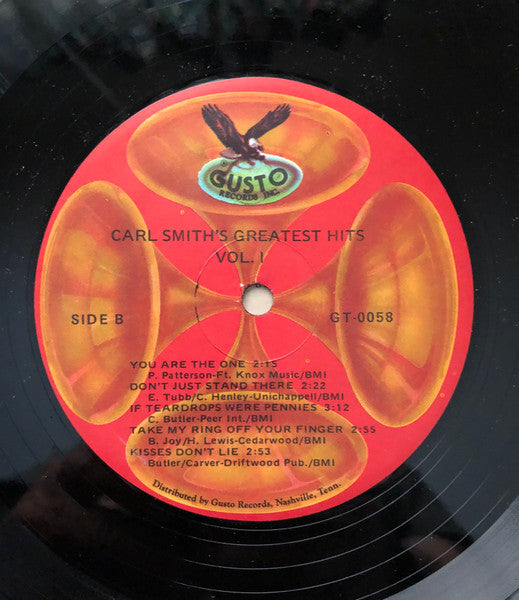 GUSTO
RECORDS INC.
CARL SMITH'S GREATEST HITS
VOL. I
SIDE B
GT-0058
YOU ARE THE ONE 2:15
P. Patterson-Ft. Knox Music/BMI
DON'T JUST STAND THERE 2:22
E. Tubb/C. Henley-Unichappell/BMI
IF TEARDROPS WERE PENNIES 3:12
C. Butler-Peer Int./BMI
TAKE MY RING OFF YOUR FINGER 2:55
B. Joy/H. Lewis-Cedarwood/BMI
KISSES DON'T LIE 2:53
Butler/Carver-Driftwood Pub./BMI
Distributed by Gusto Records, Nashville, Tenn.